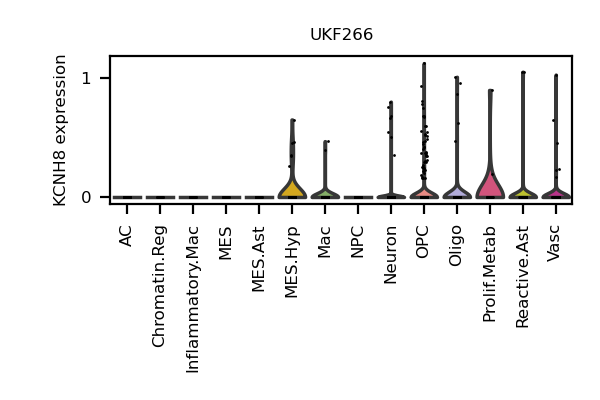 UKF266
KCNH8 expression
1
0
AC
Chromatin.Reg
Inflammatory.Mac
MES
MES.Ast
MES.Hyp
Mac
NPC
Neuron
OPC
Oligo
Prolif.Metab
Reactive.Ast
Vasc